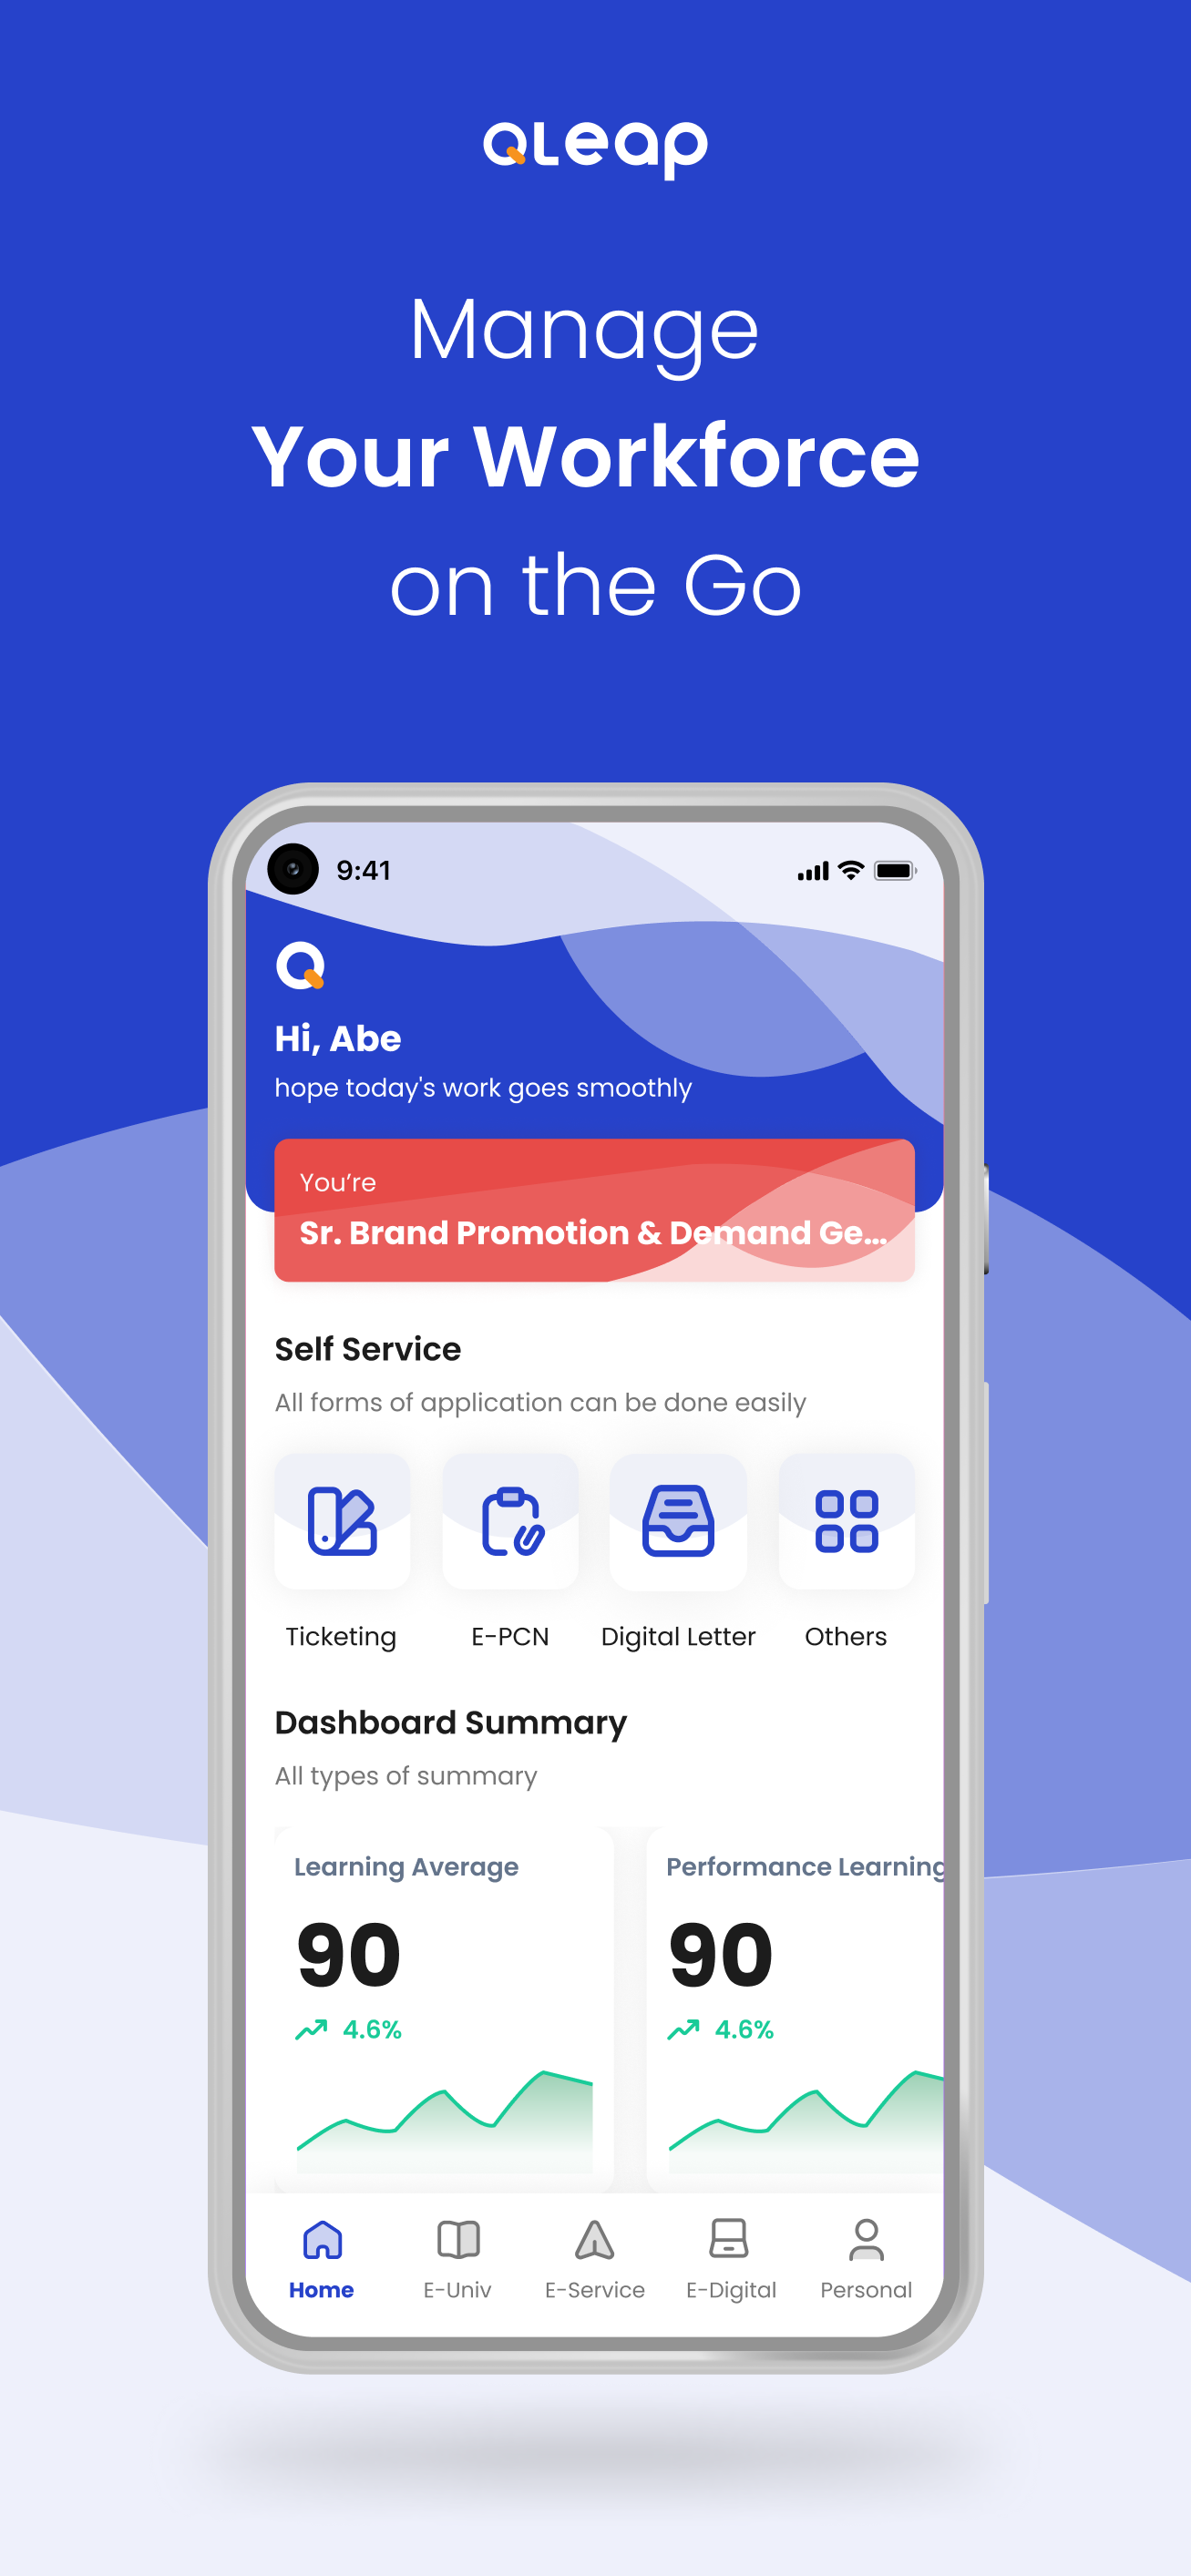 QLeap
Manage
Your Workforce
on the Go
9:41
Q
Hi, Abe
hope today's work goes smoothly
You’re
Sr. Brand Promotion & Demand Ge...
Self Service
All forms of application can be done easily
Ticketing E-PCN Digital Letter Others
Dashboard Summary
All types of summary
Learning Average Performance Learning
90 90
4.6% 4.6%
Home E-Univ E-Service E-Digital Personal